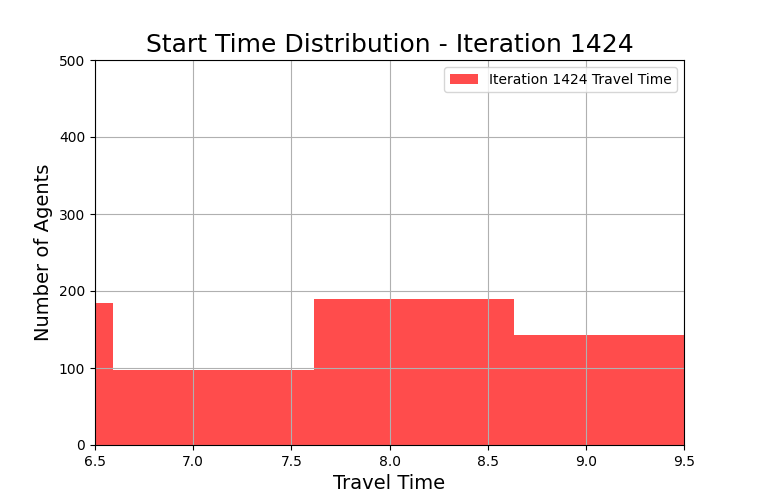 Start Time Distribution - Iteration 1424
Iteration 1424 Travel Time
Number of Agents
500
400
300
200
100
0
6.5 7.0 7.5 8.0 8.5 9.0 9.5
Travel Time